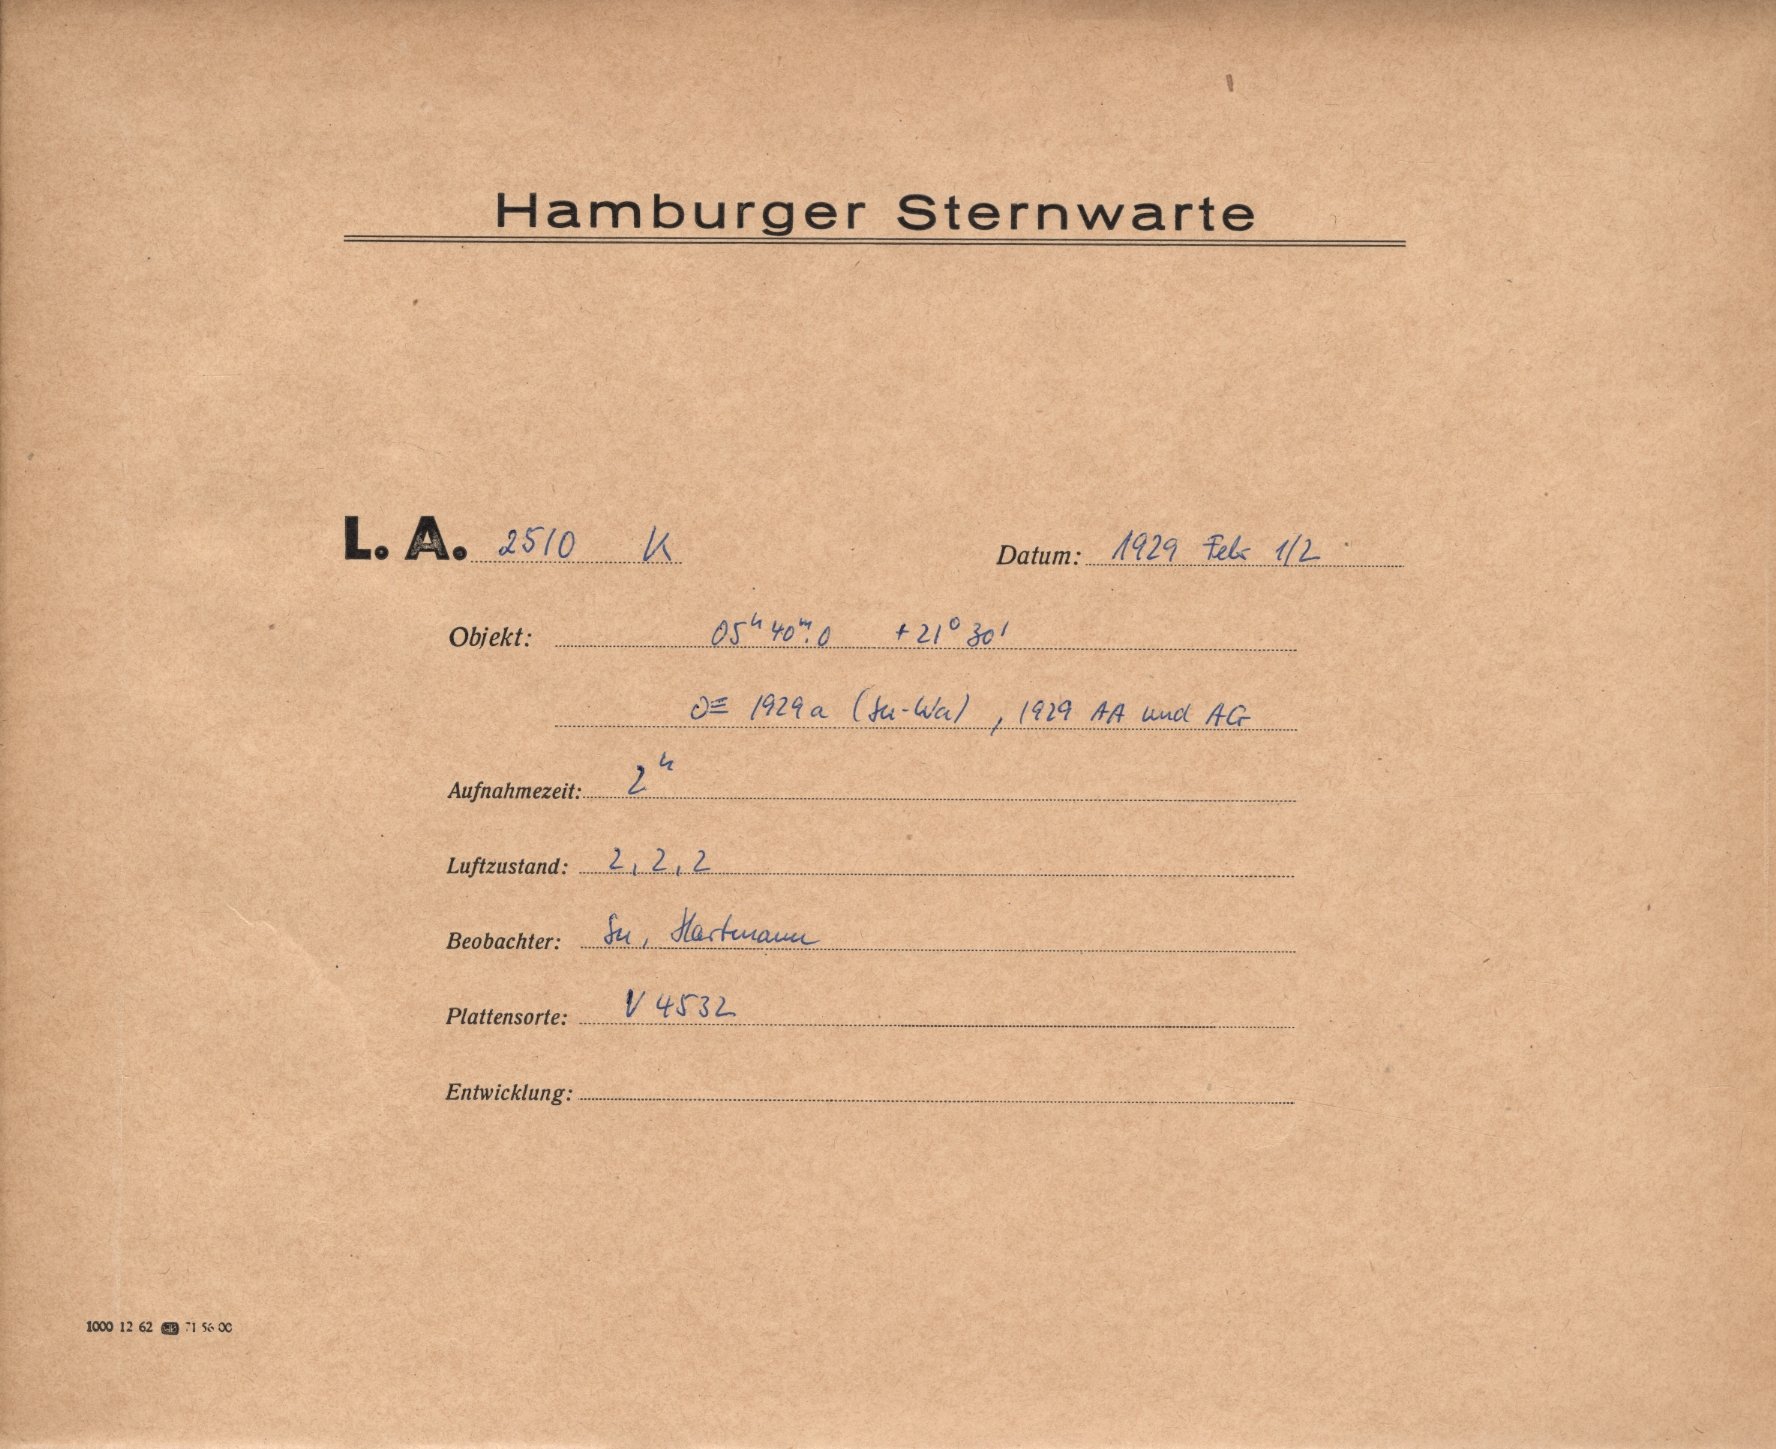 Hamburger Sternwarte
L. A. 2510 K Datum: 1929 Febr 1/2
Objekt: 05ʰ 40ᵐ.0 +21° 30'
☄ 1929a (Su-Wa), 1929 AA und AG
Aufnahmezeit: 2ʰ
Luftzustand: 2, 2, 2
Beobachter: Su, Hartmann
Plattensorte: V 4532
Entwicklung:
1000 12 62 71 56 00